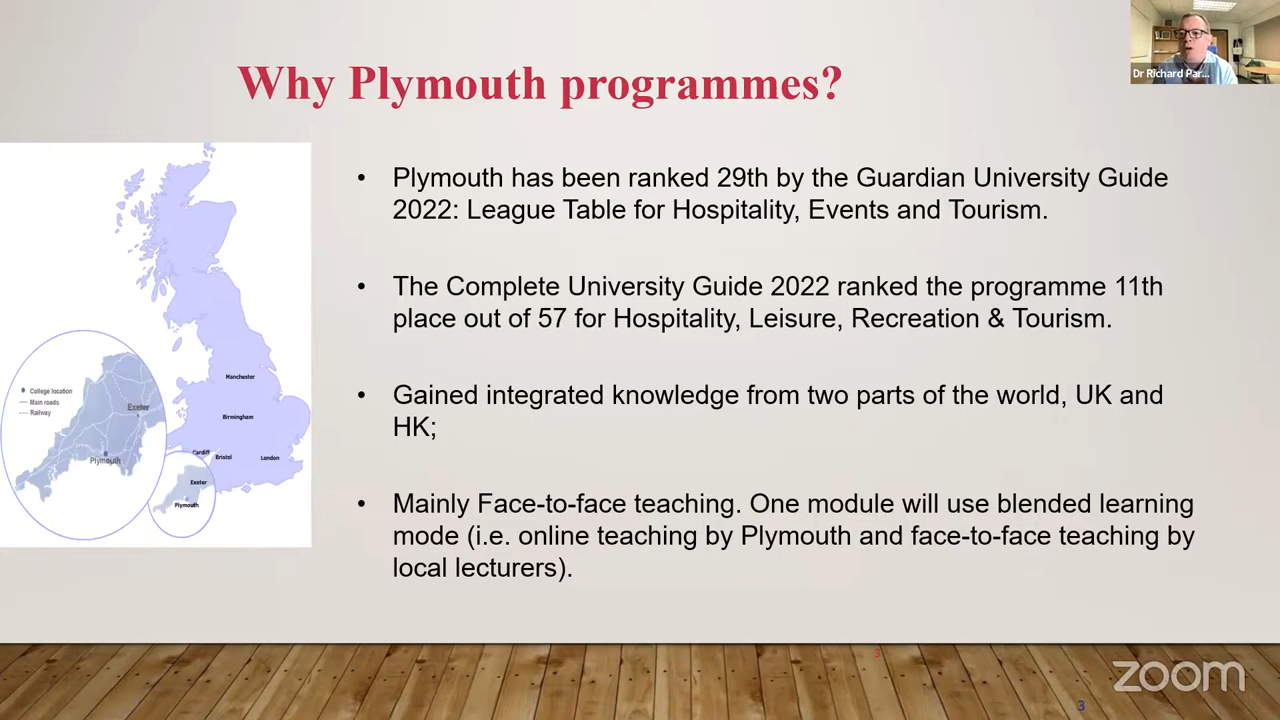 Why Plymouth programmes?
Dr Richard Par...
• Plymouth has been ranked 29th by the Guardian University Guide
2022: League Table for Hospitality, Events and Tourism.
• The Complete University Guide 2022 ranked the programme 11th
place out of 57 for Hospitality, Leisure, Recreation & Tourism.
• Gained integrated knowledge from two parts of the world, UK and
HK;
• Mainly Face-to-face teaching. One module will use blended learning
mode (i.e. online teaching by Plymouth and face-to-face teaching by
local lecturers).
Manchester
Birmingham
Cardiff
Bristol
London
Exeter
Plymouth
College location
Main roads
Railway
Exeter
Plymouth
3
zoom
3